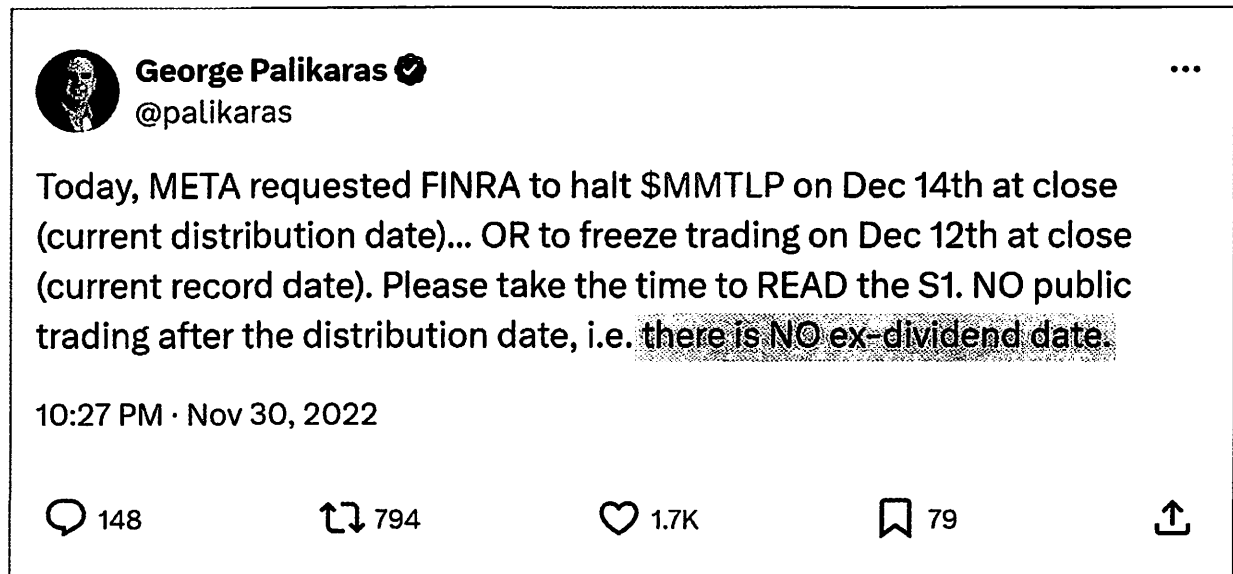 George Palikaras
@palikaras
Today, META requested FINRA to halt $MMTLP on Dec 14th at close
(current distribution date)... OR to freeze trading on Dec 12th at close
(current record date). Please take the time to READ the S1. NO public
trading after the distribution date, i.e. there is NO ex-dividend date.
10:27 PM · Nov 30, 2022
148 794 1.7K 79